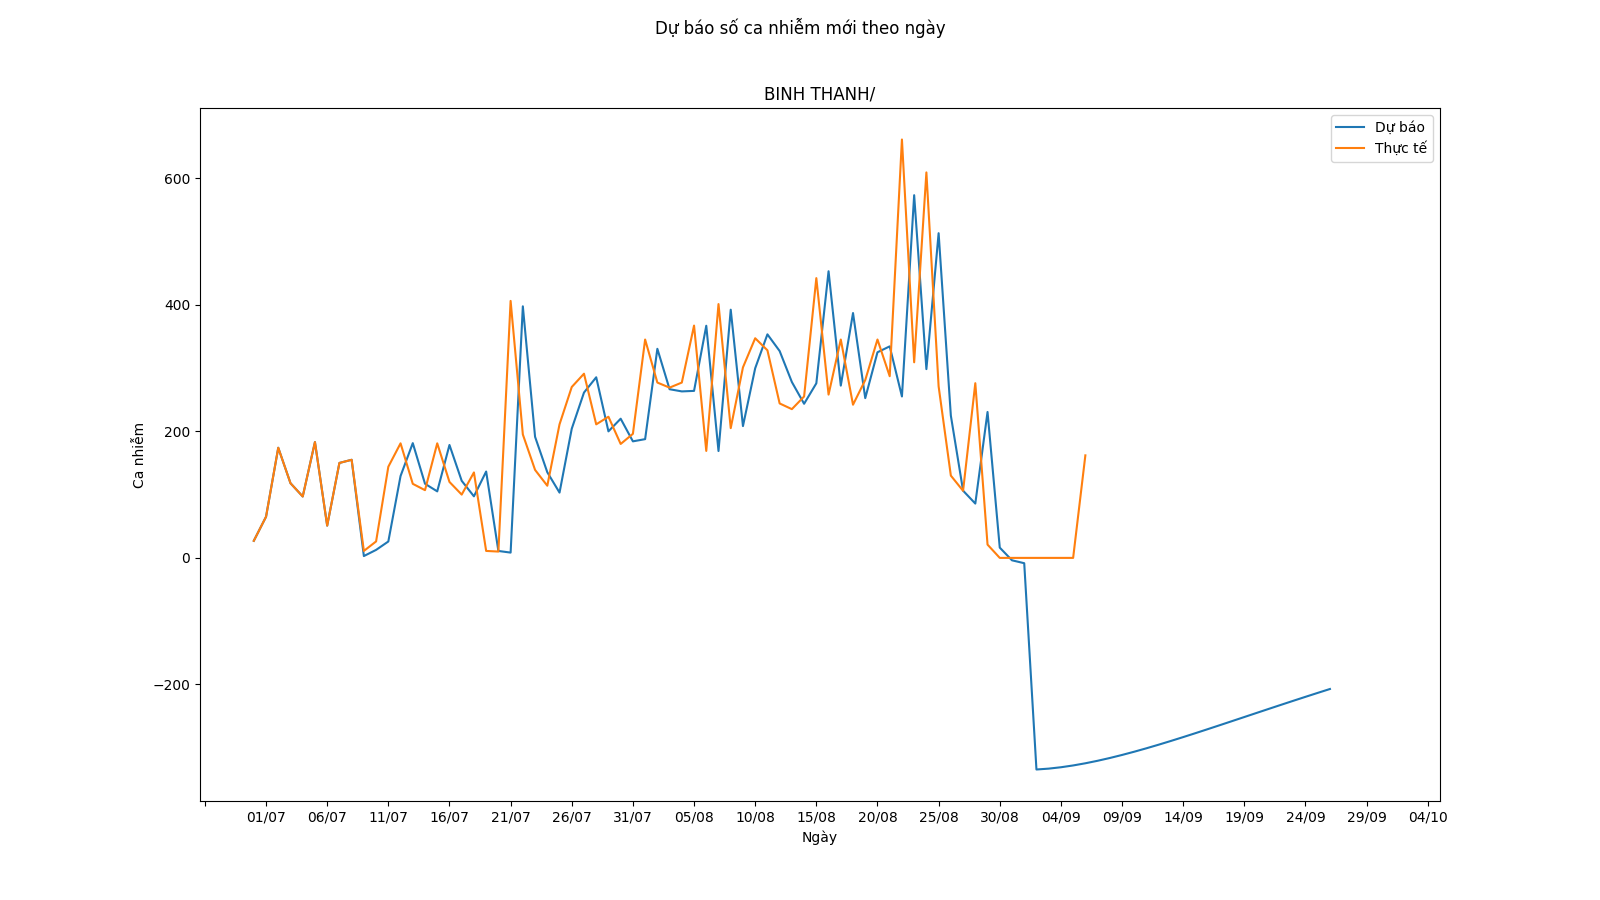 Dự báo số ca nhiễm mới theo ngày
BINH THANH/
Dự báo
Thực tế
Ca nhiễm
600
400
200
0
−200
01/07 06/07 11/07 16/07 21/07 26/07 31/07 05/08 10/08 15/08 20/08 25/08 30/08 04/09 09/09 14/09 19/09 24/09 29/09 04/10
Ngày